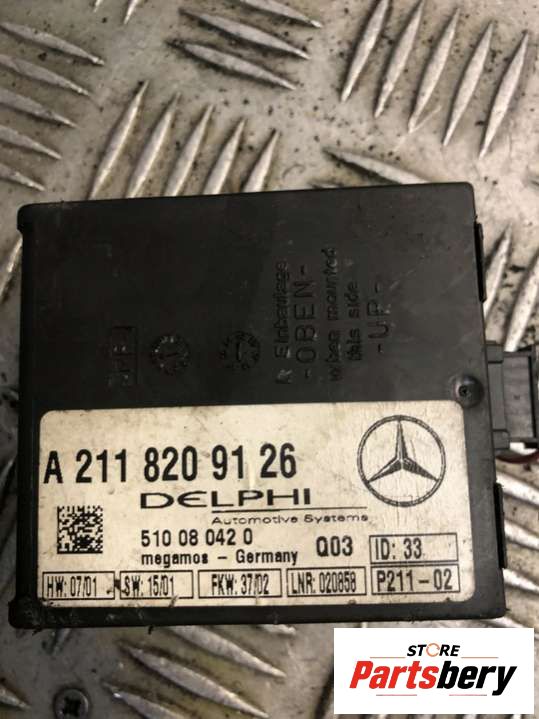 in Einbaulage
-OBEN-
when mounted
this side
-UP-
A 211 820 91 26
DELPHI
Automotive Systems
510 08 042 0
megamos - Germany
Q03
ID: 33
HW: 07/01
SW: 15/01
FKW: 37/02
LNR: 020858
P211-02
STORE
Partsbery